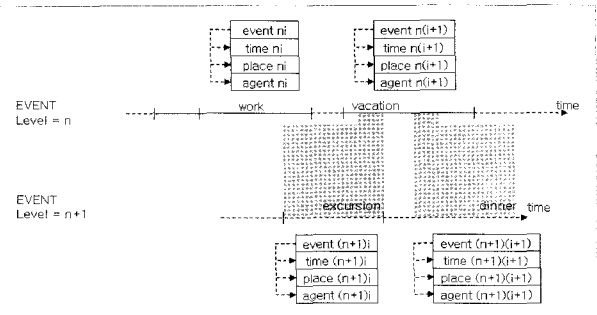 event ni
time ni
place ni
agent ni
event n(i+1)
time n(i+1)
place n(i+1)
agent n(i+1)
EVENT
Level = n
work
vacation
time
EVENT
Level = n+1
excursion
dinner
time
event (n+1)i
time (n+1)i
place (n+1)i
agent (n+1)i
event (n+1)(i+1)
time (n+1)(i+1)
place (n+1)(i+1)
agent (n+1)(i+1)